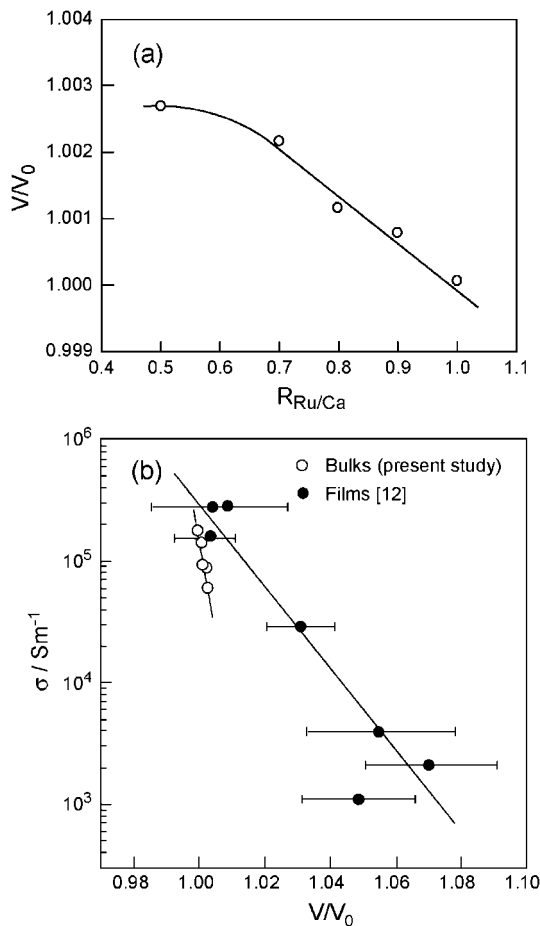 (a)
1.004
1.003
1.002
1.001
1.000
0.999
V/V0
0.4 0.5 0.6 0.7 0.8 0.9 1.0 1.1
RRu/Ca
(b)
Bulks (present study)
Films [12]
10^6
10^5
10^4
10^3
σ / Sm^-1
0.98 1.00 1.02 1.04 1.06 1.08 1.10
V/V0